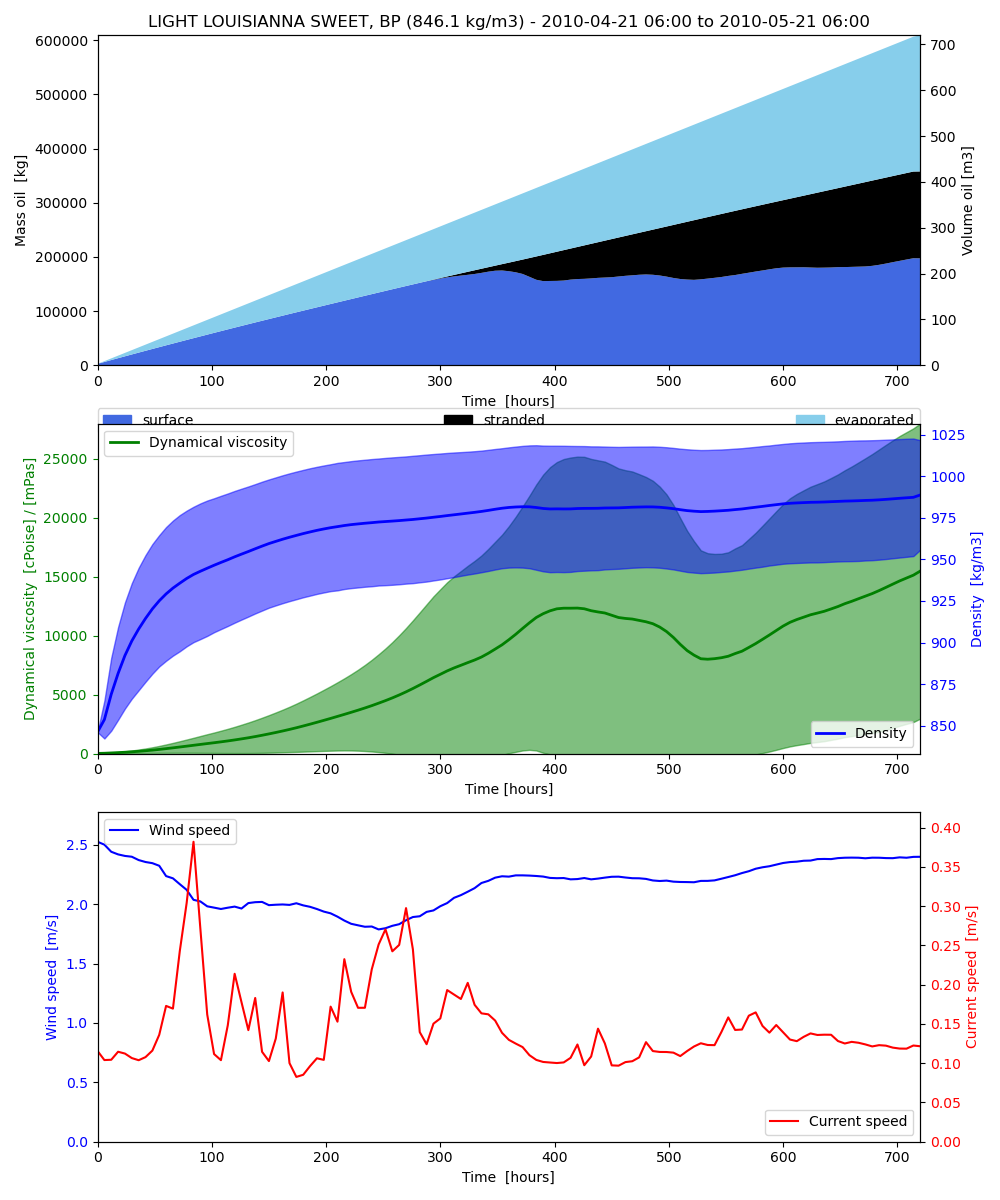 LIGHT LOUISIANNA SWEET, BP (846.1 kg/m3) - 2010-04-21 06:00 to 2010-05-21 06:00
Mass oil [kg]
600000
500000
400000
300000
200000
100000
0
Volume oil [m3]
700
600
500
400
300
200
100
0
0 100 200 300 400 500 600 700
Time [hours]
surface stranded evaporated
Dynamical viscosity
Dynamical viscosity [cPoise] / [mPas]
25000
20000
15000
10000
5000
0
Density [kg/m3]
1025
1000
975
950
925
900
875
850
Density
0 100 200 300 400 500 600 700
Time [hours]
Wind speed
Wind speed [m/s]
2.5
2.0
1.5
1.0
0.5
0.0
Current speed [m/s]
0.40
0.35
0.30
0.25
0.20
0.15
0.10
0.05
0.00
Current speed
0 100 200 300 400 500 600 700
Time [hours]